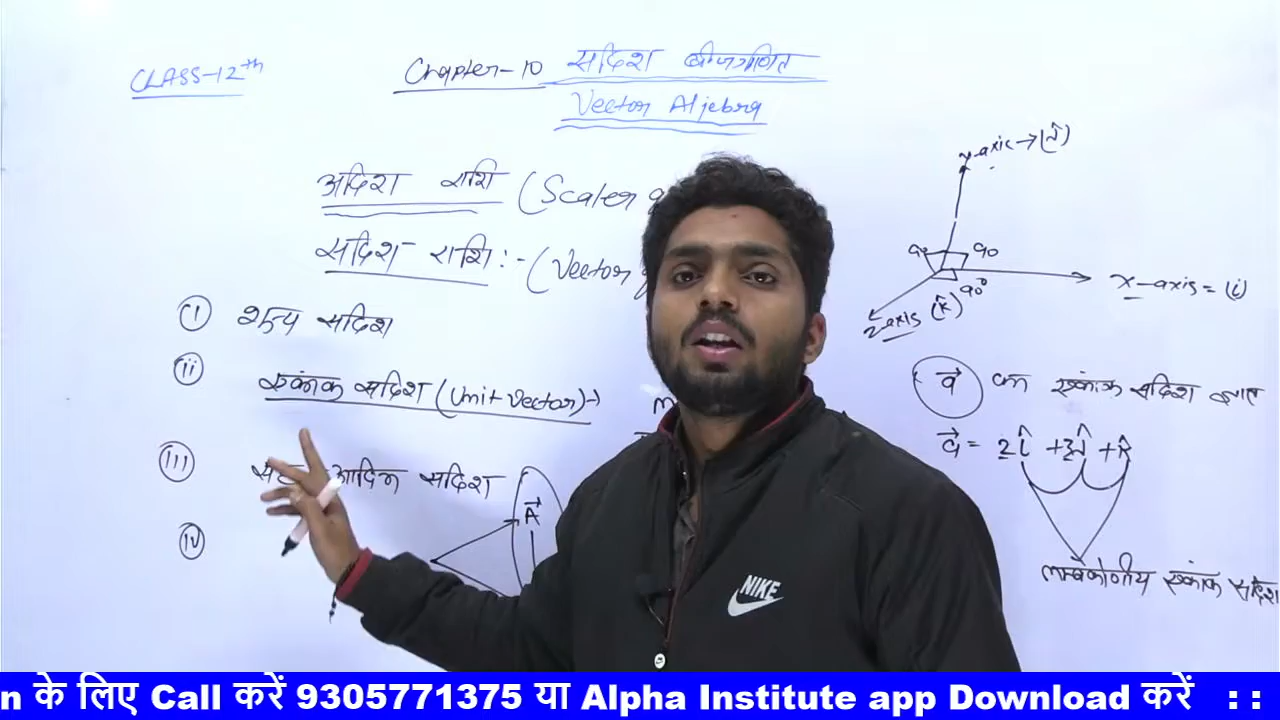 CLASS-12th
Chapter-10 सदिश बीजगणित
Vector Aljebra
अदिश राशि (Scaler q
सदिश राशि:- (Vector
(i) शून्य सदिश
(ii) एकांक सदिश (Unit Vector)→
(iii) आदिम सदिश
A
(iv)
y-axis → (ĵ)
90
90°
x-axis = (i)
z axis (k̂)
a⃗ का एकांक सदिश ज्ञात
a⃗ = 2î + 3ĵ + k̂
लम्बकोणीय एकांक सदिश
NIKE
n के लिए Call करें 9305771375 या Alpha Institute app Download करें : :